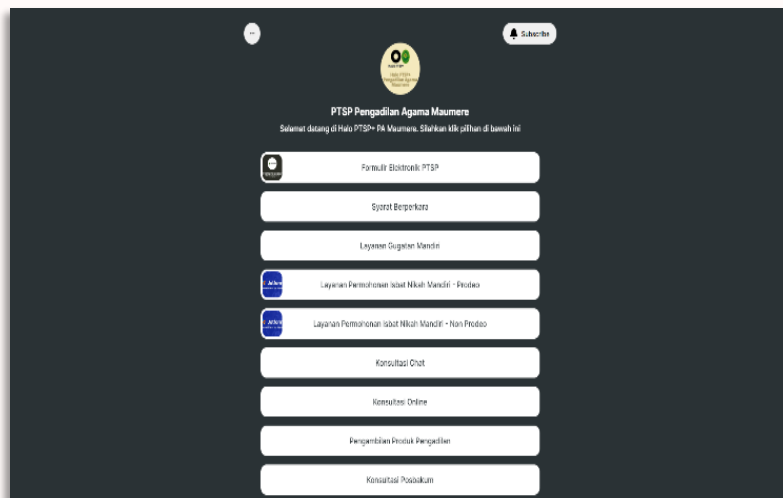 Subscribe
PTSP Pengadilan Agama Maumere
Selamat datang di Halo PTSP+ PA Maumere. Silahkan klik pilihan di bawah ini
Formulir Elektronik PTSP
Syarat Berperkara
Layanan Gugatan Mandiri
Layanan Permohonan Isbat Nikah Mandiri - Prodeo
Layanan Permohonan Isbat Nikah Mandiri - Non Prodeo
Konsultasi Chat
Konsultasi Online
Pengambilan Produk Pengadilan
Konsultasi Posbakum